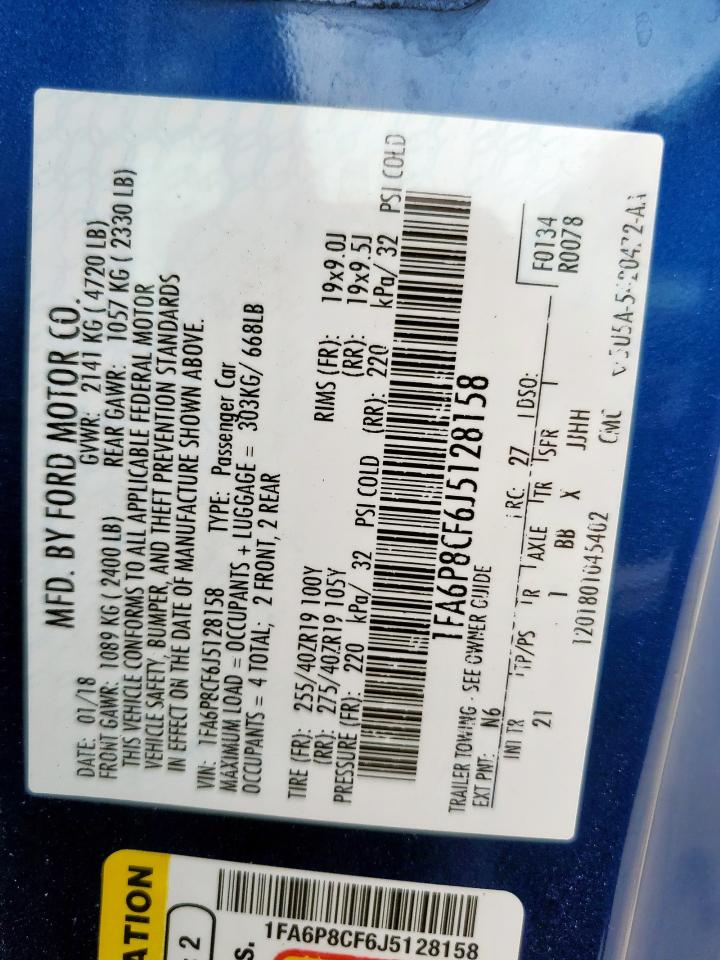 MFD. BY FORD MOTOR CO.
DATE: 01/18 GVWR: 2141 KG ( 4720 LB)
FRONT GAWR: 1089 KG ( 2400 LB) REAR GAWR: 1057 KG ( 2330 LB)
THIS VEHICLE CONFORMS TO ALL APPLICABLE FEDERAL MOTOR
VEHICLE SAFETY, BUMPER, AND THEFT PREVENTION STANDARDS
IN EFFECT ON THE DATE OF MANUFACTURE SHOWN ABOVE.
VIN: 1FA6P8CF6J5128158 TYPE: Passenger Car
MAXIMUM LOAD = OCCUPANTS + LUGGAGE = 303KG/ 668LB
OCCUPANTS = 4 TOTAL; 2 FRONT, 2 REAR
TIRE (FR): 255/40ZR19 100Y RIMS (FR): 19x9.0J
(RR): 275/40ZR19 105Y (RR): 19x9.5J
PRESSURE (FR): 220 kPa/ 32 PSI COLD (RR): 220 kPa/ 32 PSI COLD
1FA6P8CF6J5128158
TRAILER TOWING - SEE OWNER GUIDE
EXT PNT: N6 RC: 27 DSO: F0134
R0078
INT TR TP/PS R AXLE TR SFR
21 I BB X JJHH
CMC
ATION
2
S.
1FA6P8CF6J5128158